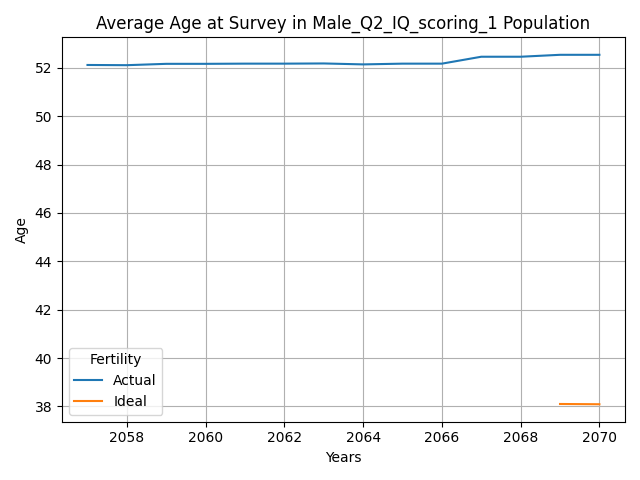 Average Age at Survey in Male_Q2_IQ_scoring_1 Population
Age
52
50
48
46
44
42
40
38
Fertility
Actual
Ideal
2058 2060 2062 2064 2066 2068 2070
Years